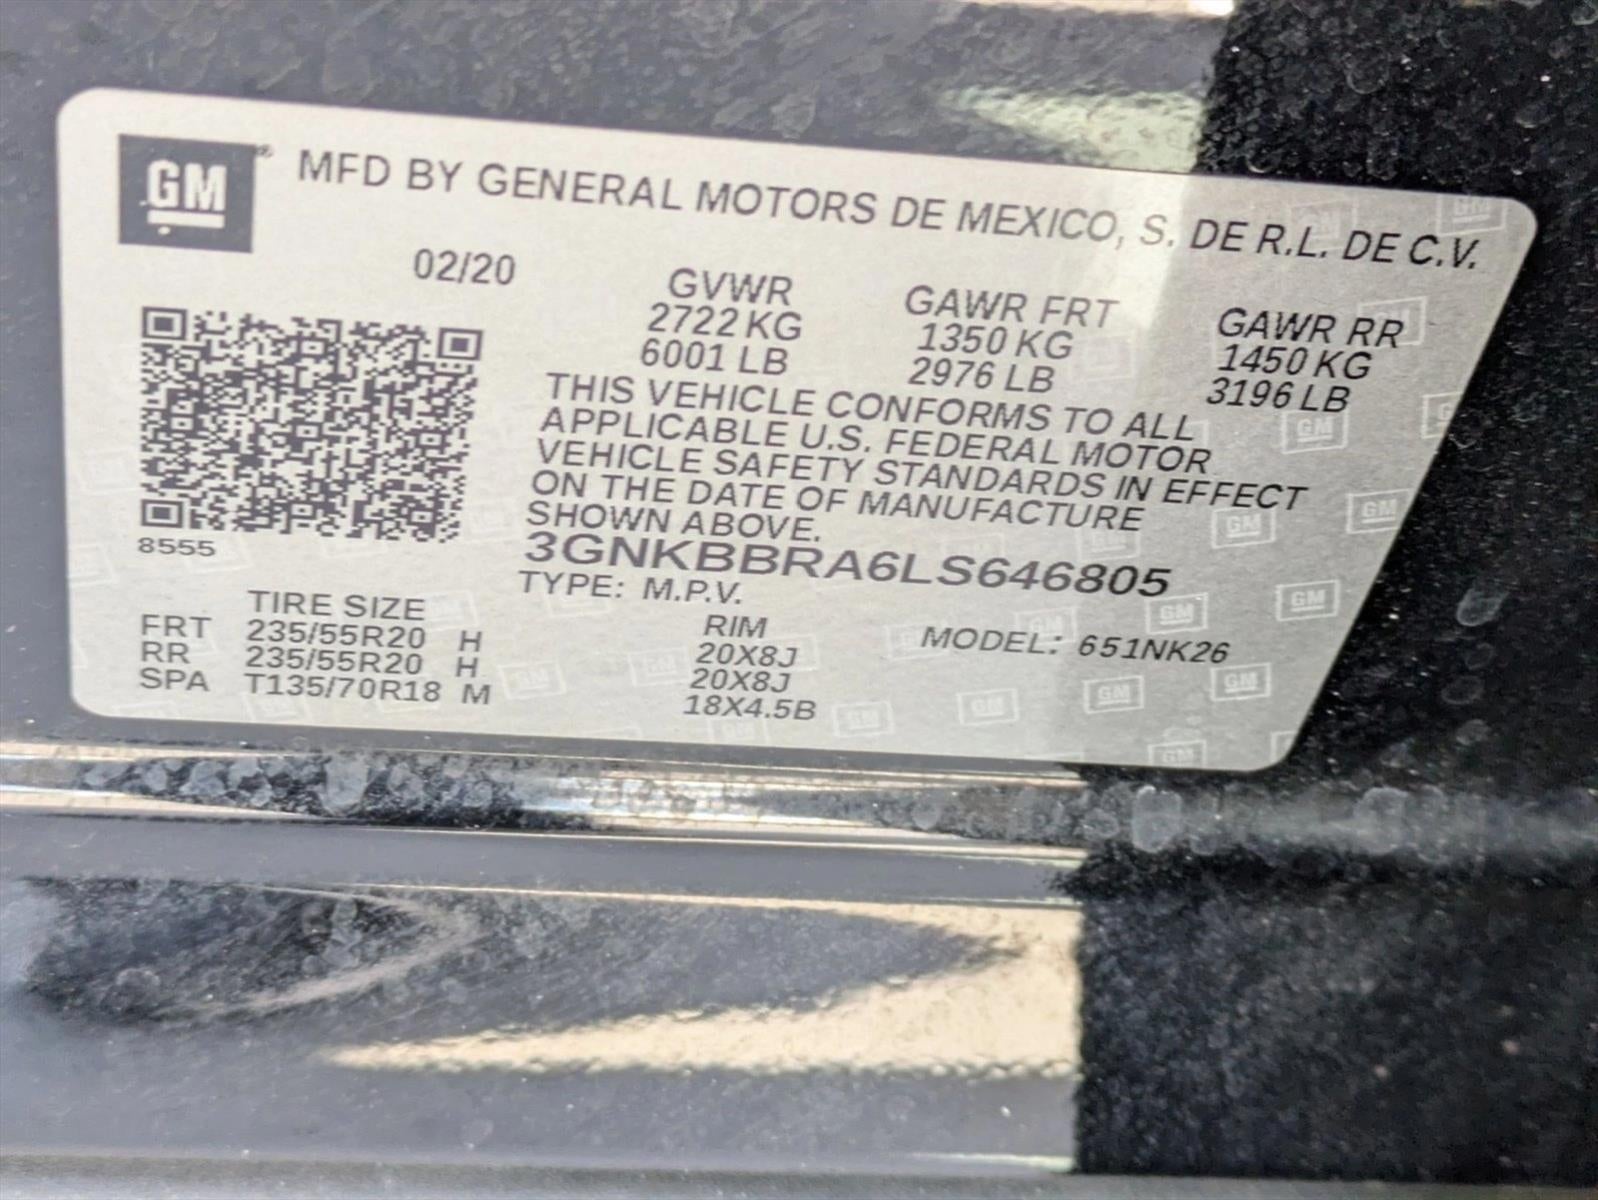 GM MFD BY GENERAL MOTORS DE MEXICO, S. DE R.L. DE C.V.
02/20 GVWR GAWR FRT GAWR RR
2722 KG 1350 KG 1450 KG
6001 LB 2976 LB 3196 LB
THIS VEHICLE CONFORMS TO ALL
APPLICABLE U.S. FEDERAL MOTOR
VEHICLE SAFETY STANDARDS IN EFFECT
ON THE DATE OF MANUFACTURE
SHOWN ABOVE.
8555
3GNKBBRA6LS646805
TYPE: M.P.V. MODEL: 651NK26
TIRE SIZE RIM
FRT 235/55R20 H 20X8J
RR 235/55R20 H 20X8J
SPA T135/70R18 M 18X4.5B